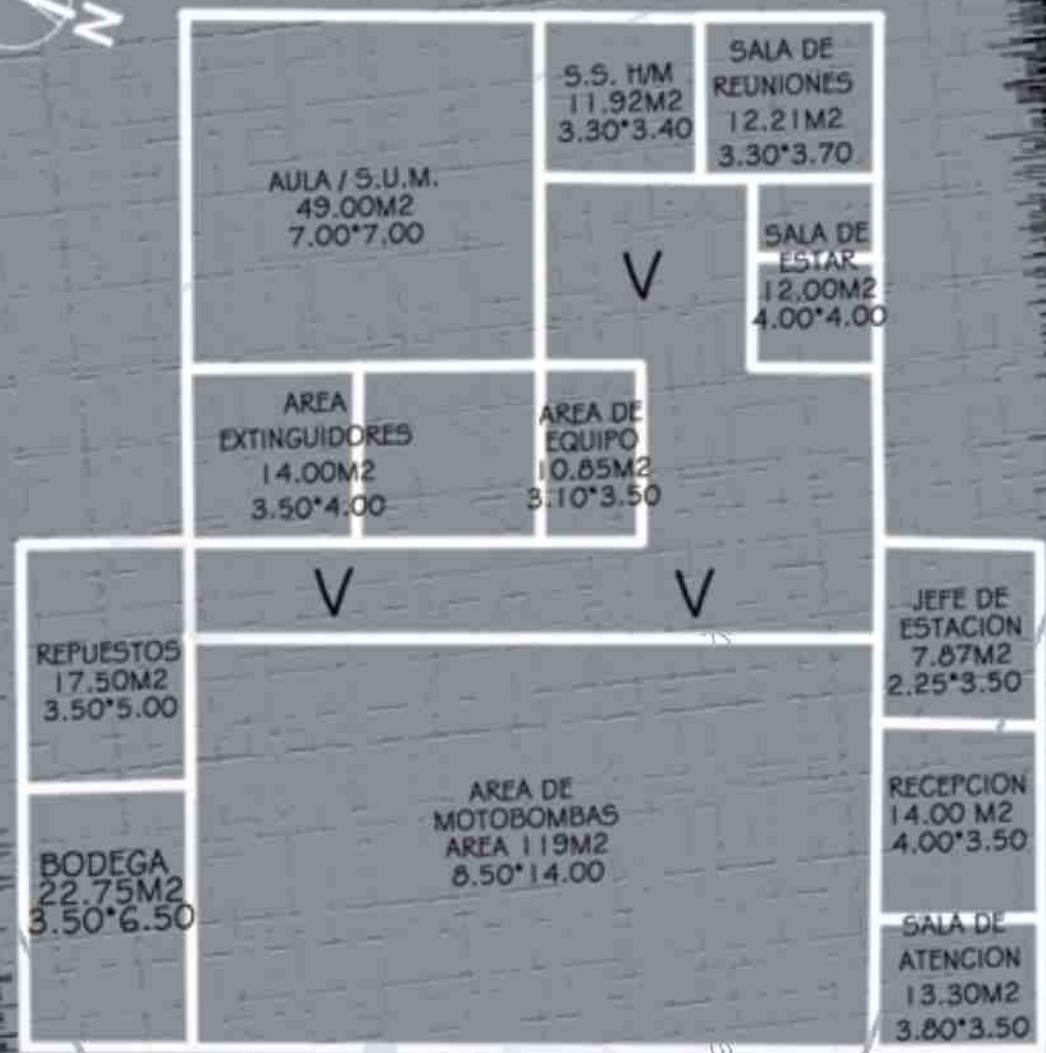 N
S.S. H/M
11.92M2
3.30*3.40
SALA DE
REUNIONES
12.21M2
3.30*3.70
AULA / S.U.M.
49.00M2
7.00*7.00
V
SALA DE
ESTAR
12.00M2
4.00*4.00
AREA
EXTINGUIDORES
14.00M2
3.50*4.00
AREA DE
EQUIPO
10.85M2
3.10*3.50
V
V
REPUESTOS
17.50M2
3.50*5.00
JEFE DE
ESTACION
7.87M2
2.25*3.50
AREA DE
MOTOBOMBAS
AREA 119M2
8.50*14.00
RECEPCION
14.00 M2
4.00*3.50
BODEGA
22.75M2
3.50*6.50
SALA DE
ATENCION
13.30M2
3.80*3.50